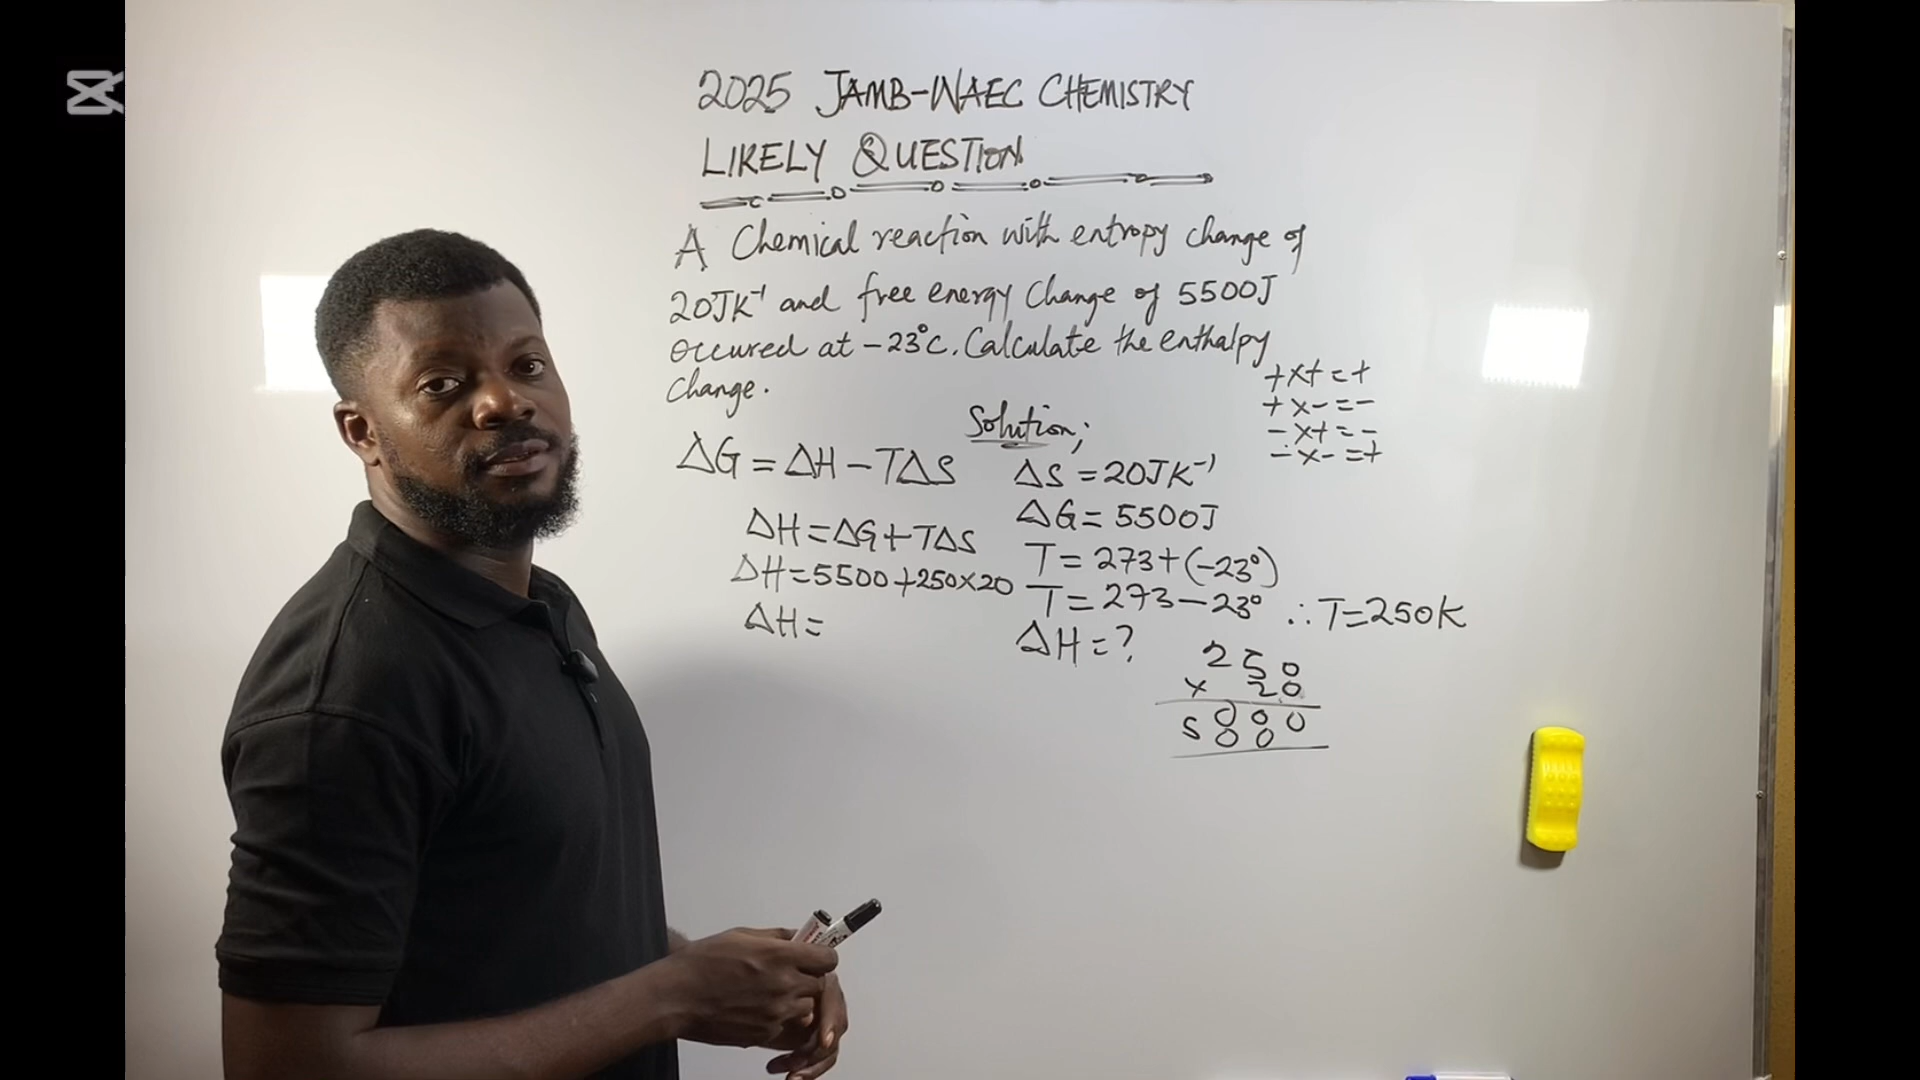 2025 JAMB-WAEC CHEMISTRY
LIKELY QUESTION
A Chemical reaction with entropy change of
20JK⁻¹ and free energy Change of 5500J
occured at -23°C. Calculate the enthalpy
Change.
+x+=+
+x-=-
-x+=-
-x-=+
Solution;
ΔG=ΔH-TΔS
ΔH=ΔG+TΔS
ΔH=5500+250×20
ΔH=
ΔS=20JK⁻¹
ΔG=5500J
T=273+(-23°)
T=273-23° ∴T=250K
ΔH=?
250
x 20
000
500